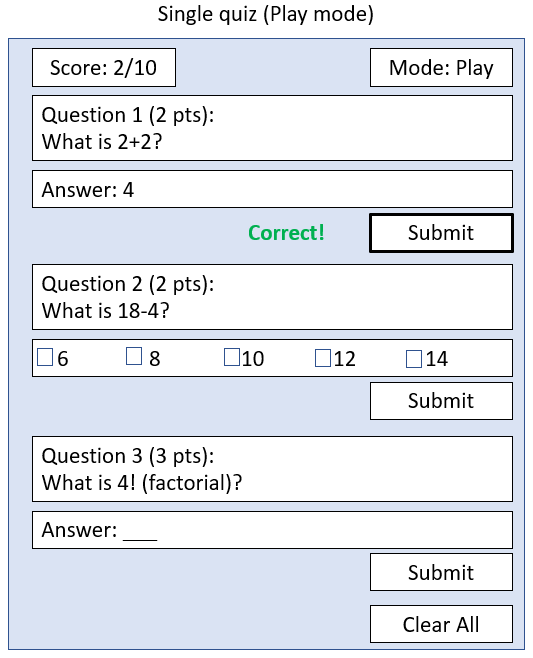 Single quiz (Play mode)
Score: 2/10
Mode: Play
Question 1 (2 pts):
What is 2+2?
Answer: 4
Correct!
Submit
Question 2 (2 pts):
What is 18-4?
6 8 10 12 14
Submit
Question 3 (3 pts):
What is 4! (factorial)?
Answer: ___
Submit
Clear All